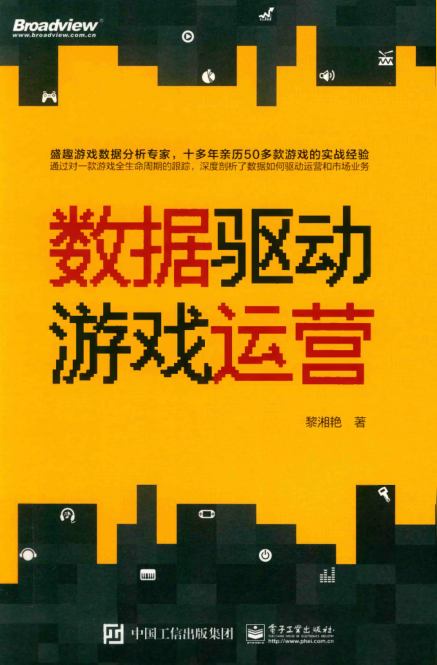 Broadview®
www.broadview.com.cn
盛趣游戏数据分析专家，十多年亲历50多款游戏的实战经验
通过对一款游戏全生命周期的跟踪，深度剖析了数据如何驱动运营和市场业务
数据驱动
游戏运营
黎湘艳 著
中国工信出版集团
电子工业出版社
PUBLISHING HOUSE OF ELECTRONICS INDUSTRY
http://www.phei.com.cn